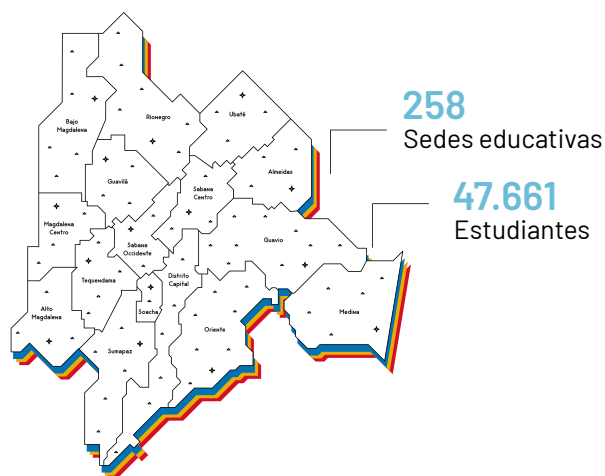 258
Sedes educativas
47.661
Estudiantes
Bajo
Magdalena
Rionegro
Ubaté
Gualivá
Almeidas
Sabana
Centro
Magdalena
Centro
Sabana
Occidente
Guavio
Tequendama
Distrito
Capital
Alto
Magdalena
Soacha
Oriente
Medina
Sumapaz